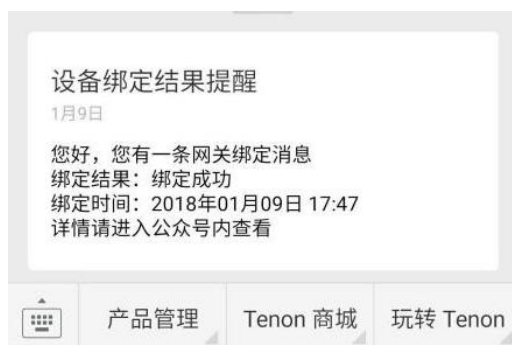 设备绑定结果提醒
1月9日
您好，您有一条网关绑定消息
绑定结果：绑定成功
绑定时间：2018年01月09日 17:47
详情请进入公众号内查看
产品管理 Tenon 商城 玩转 Tenon